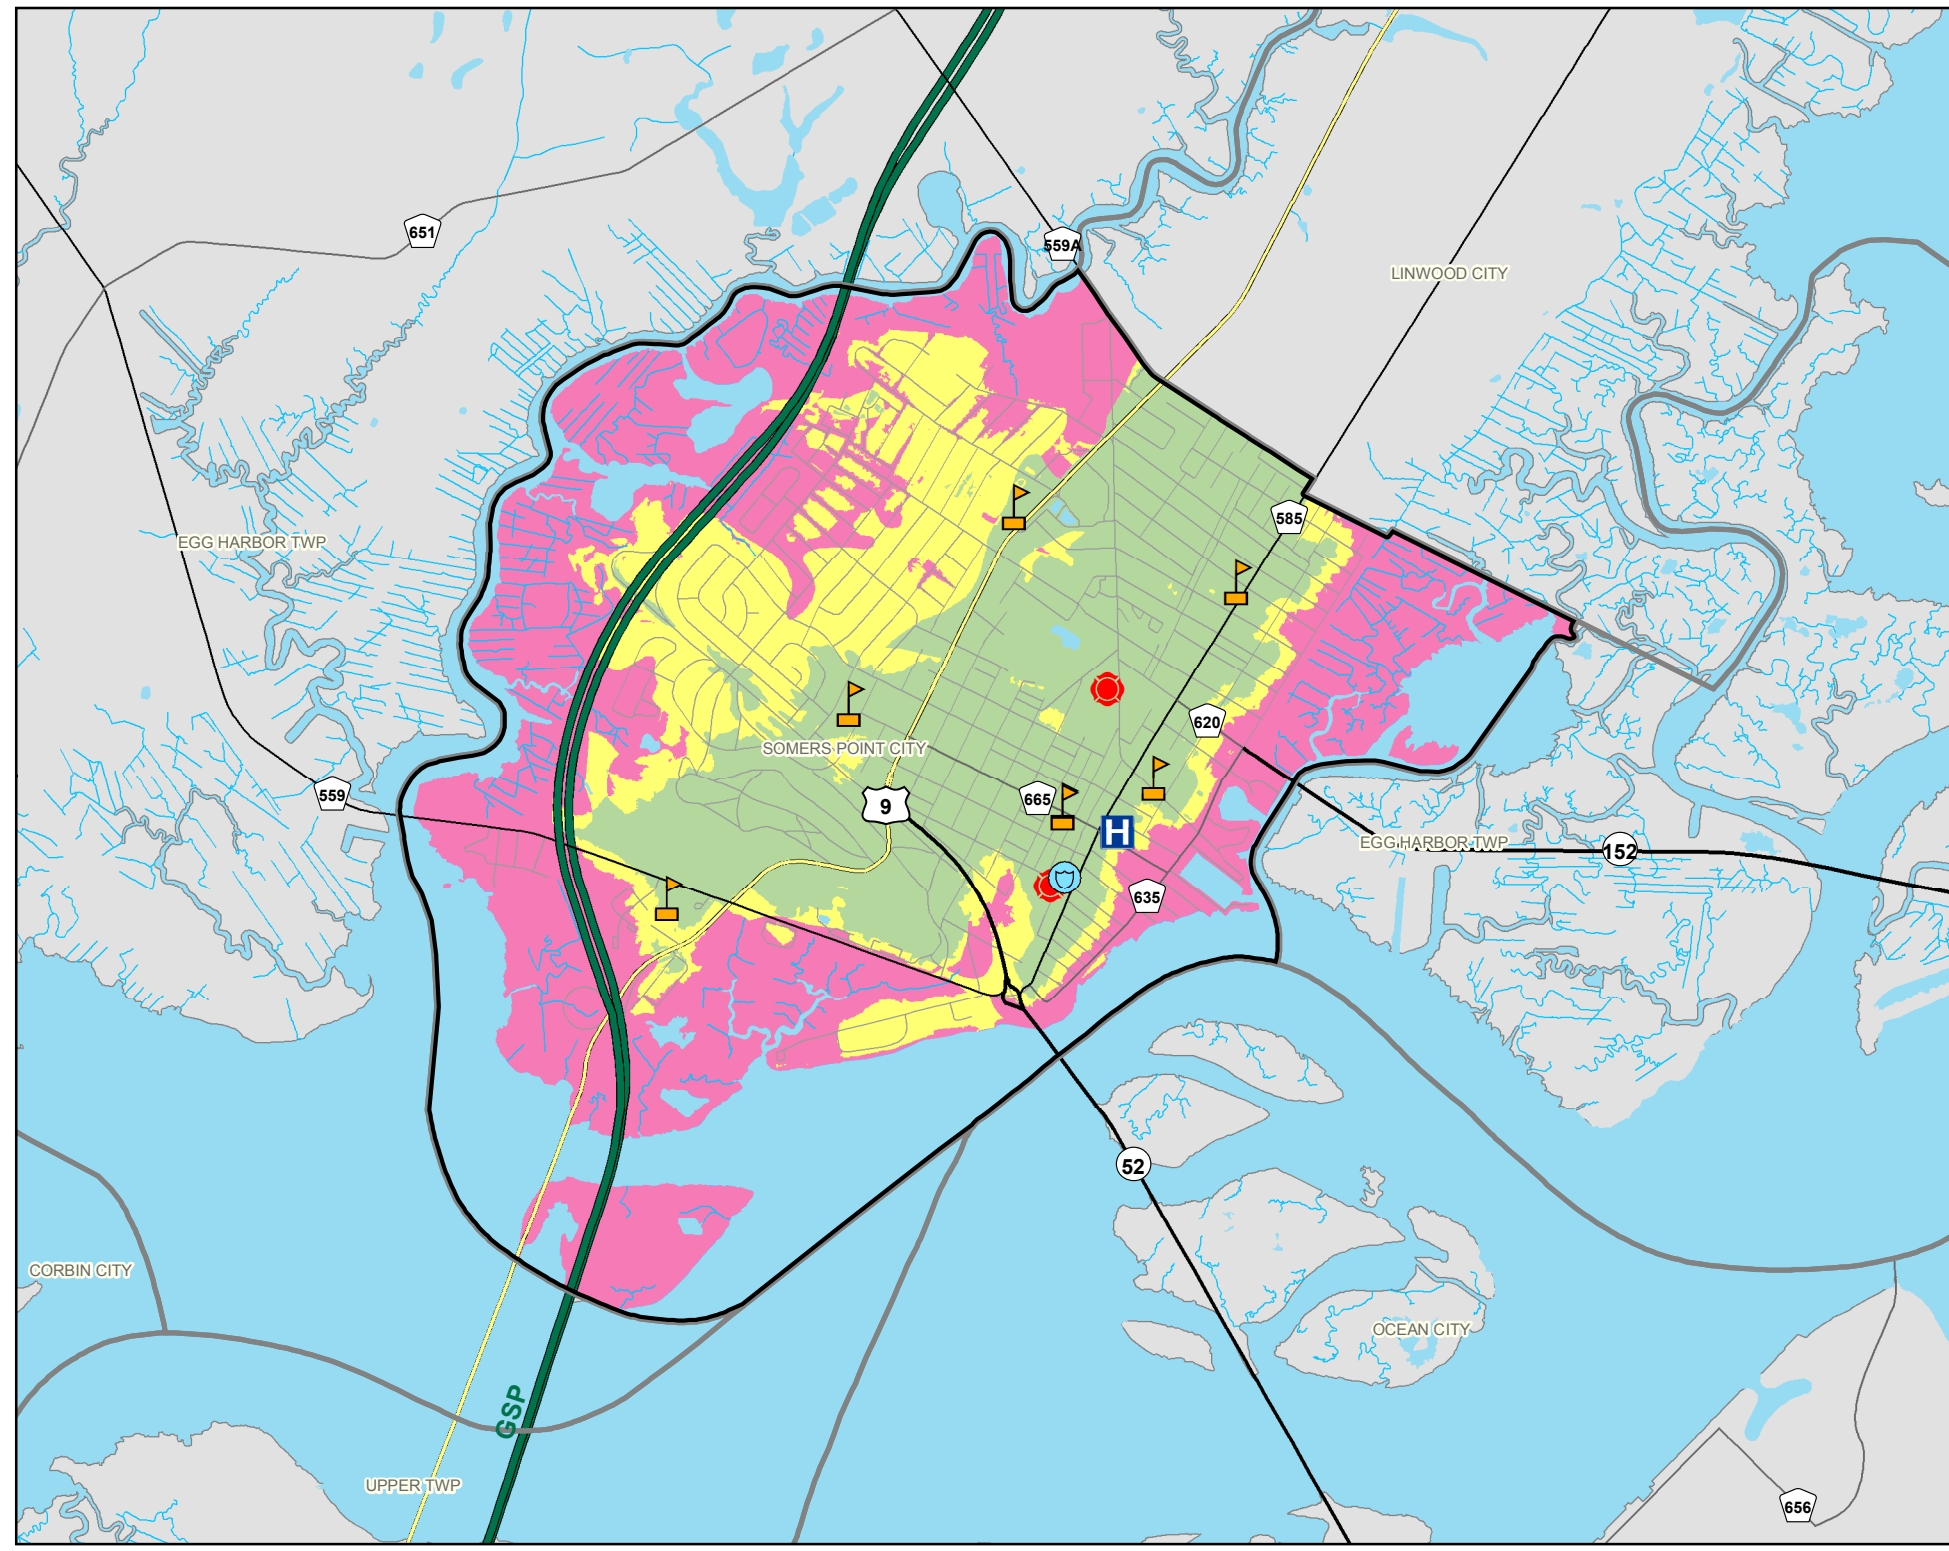 651
559A
LINWOOD CITY
585
EGG HARBOR TWP
620
SOMERS POINT CITY
559
9
665
H
EGG HARBOR TWP
152
635
52
CORBIN CITY
OCEAN CITY
GSP
UPPER TWP
656